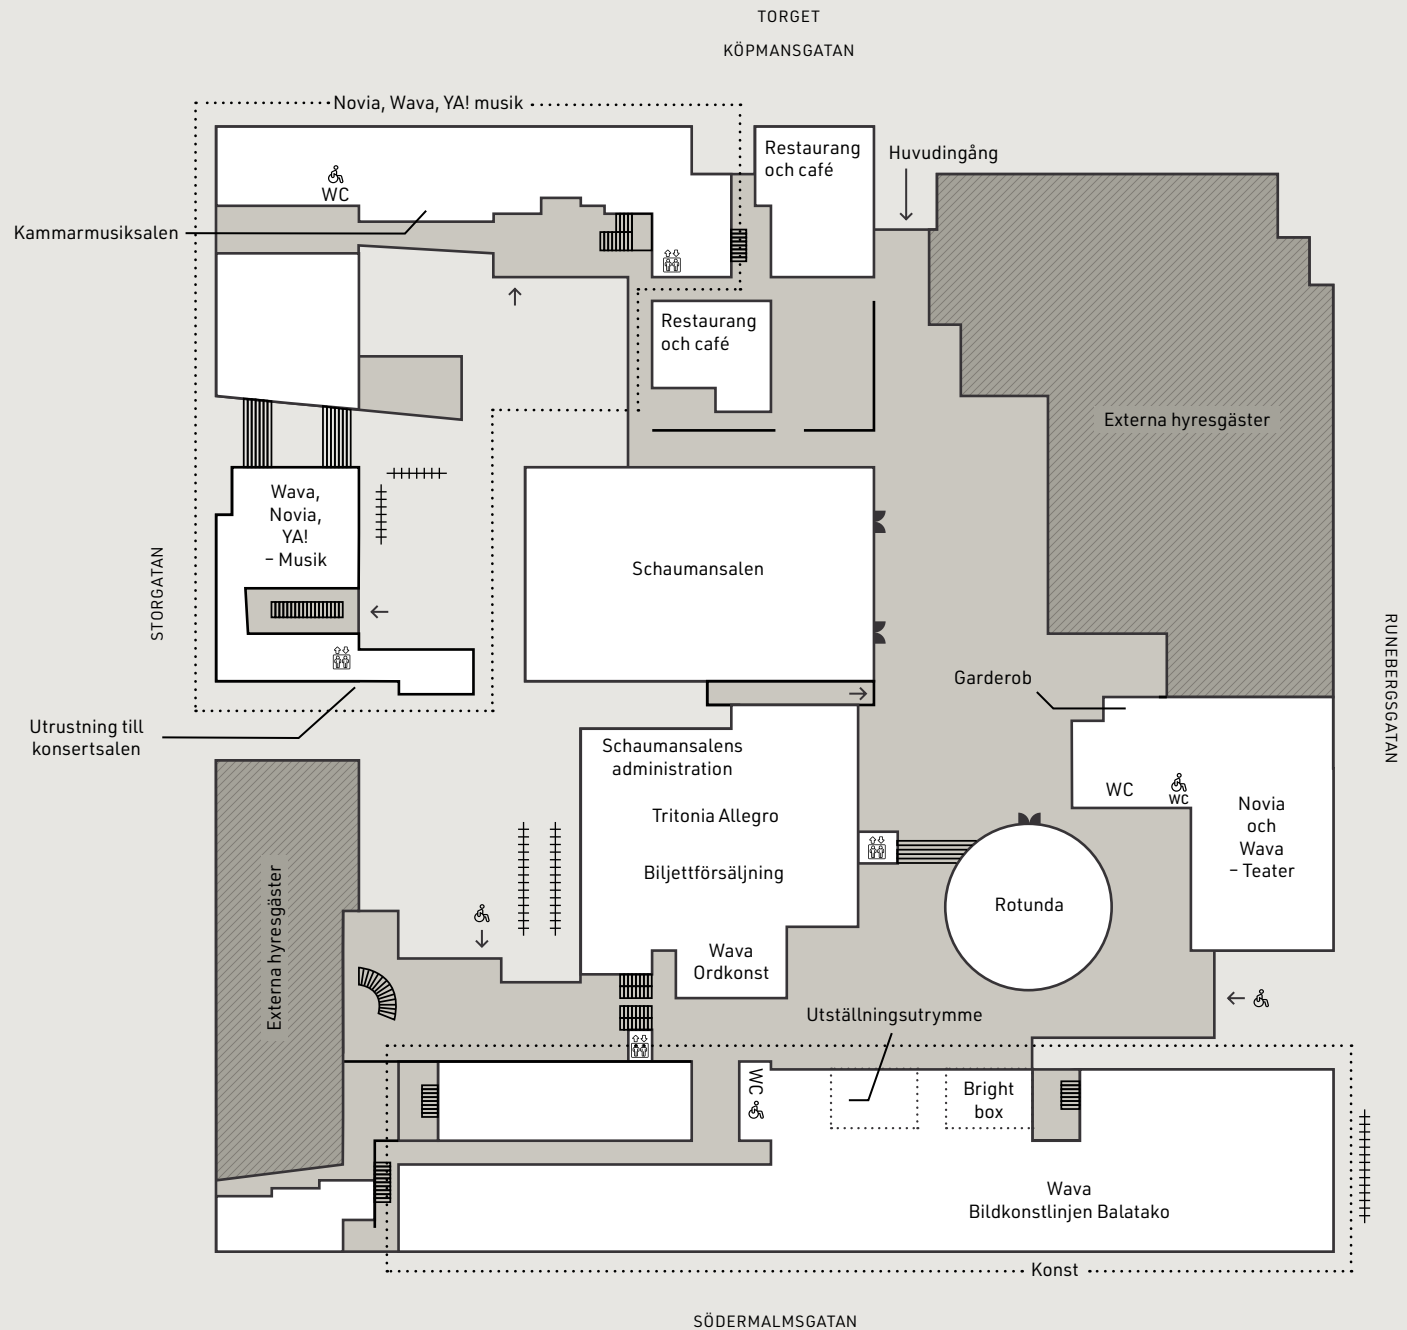 TORGET
KÖPMANSGATAN
Novia, Wava, YA! musik
Restaurang
och café
Huvudingång
WC
Kammarmusiksalen
Restaurang
och café
Externa hyresgäster
Wava,
Novia,
YA!
– Musik
Schaumansalen
STORGATAN
RUNEBERGSGATAN
Garderob
Utrustning till
konsertsalen
Schaumansalens
administration
Tritonia Allegro
Biljettförsäljning
WC
WC
Novia
och
Wava
– Teater
Externa hyresgäster
Rotunda
Wava
Ordkonst
Utställningsutrymme
WC
Bright
box
Wava
Bildkonstlinjen Balatako
Konst
SÖDERMALMSGATAN